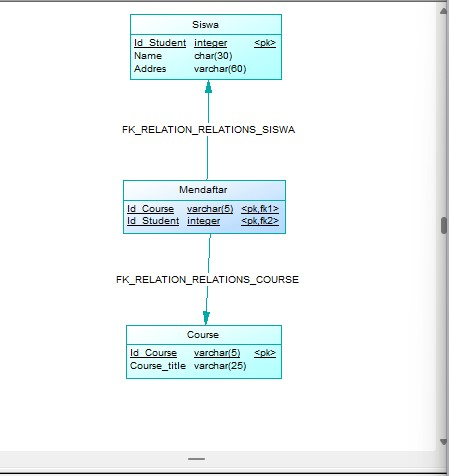 Siswa
Id_Student integer <pk>
Name char(30)
Addres varchar(60)
FK_RELATION_RELATIONS_SISWA
Mendaftar
Id_Course varchar(5) <pk,fk1>
Id_Student integer <pk,fk2>
FK_RELATION_RELATIONS_COURSE
Course
Id_Course varchar(5) <pk>
Course_title varchar(25)